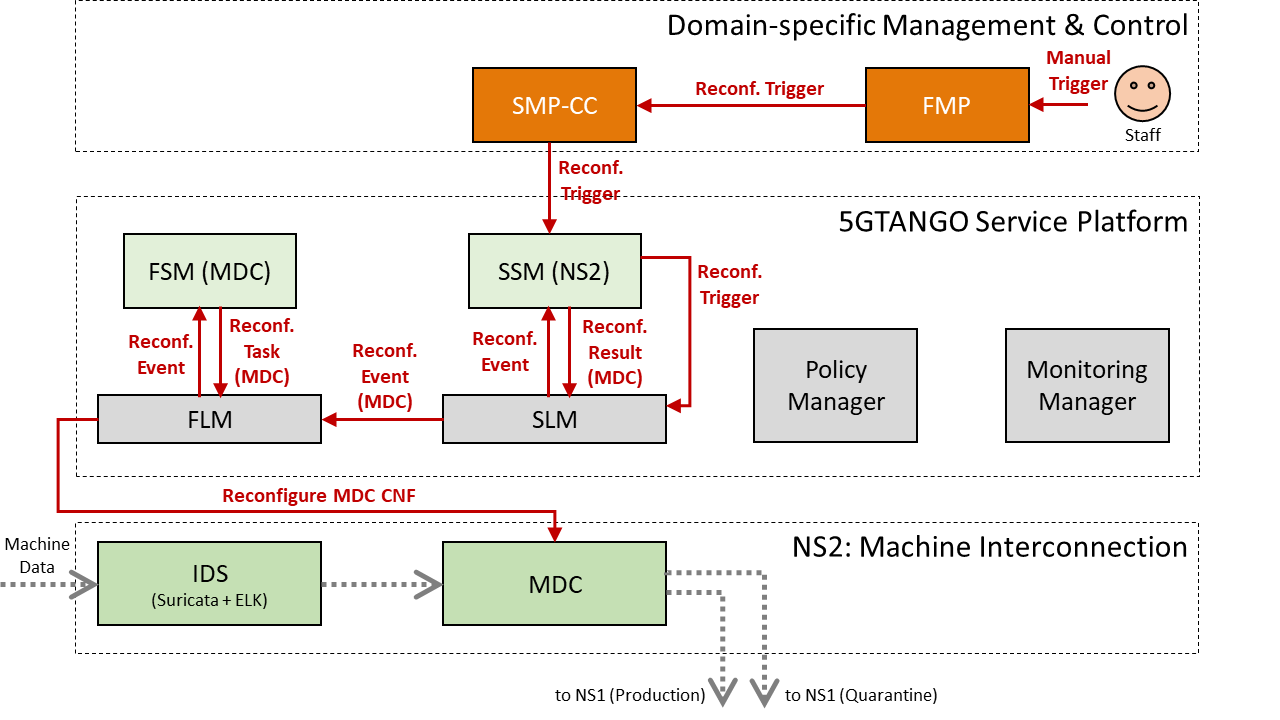 Domain-specific Management & Control
Manual
Trigger
Reconf. Trigger
SMP-CC
FMP
Staff
Reconf.
Trigger
5GTANGO Service Platform
FSM (MDC)
SSM (NS2)
Reconf.
Trigger
Reconf.
Event
Reconf.
Task
(MDC)
Reconf.
Event
(MDC)
Reconf.
Event
Reconf.
Result
(MDC)
Policy
Manager
Monitoring
Manager
FLM
SLM
Reconfigure MDC CNF
NS2: Machine Interconnection
Machine
Data
IDS
(Suricata + ELK)
MDC
to NS1 (Production)
to NS1 (Quarantine)